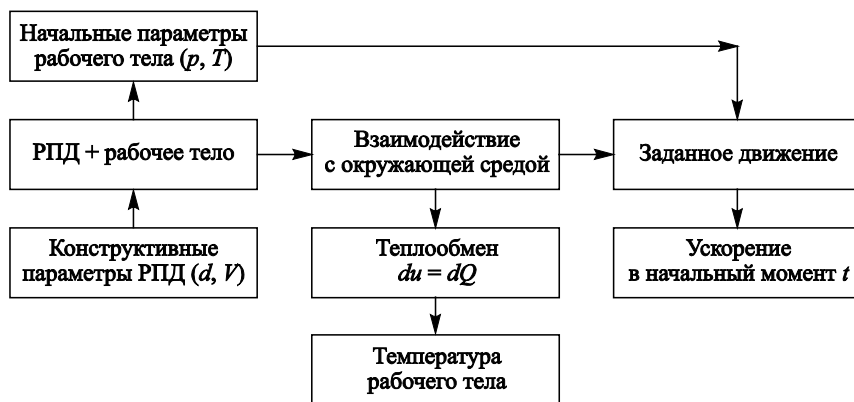 Начальные параметры
рабочего тела (p, T)
РПД + рабочее тело
Взаимодействие
с окружающей средой
Заданное движение
Конструктивные
параметры РПД (d, V)
Теплообмен
du = dQ
Ускорение
в начальный момент t
Температура
рабочего тела